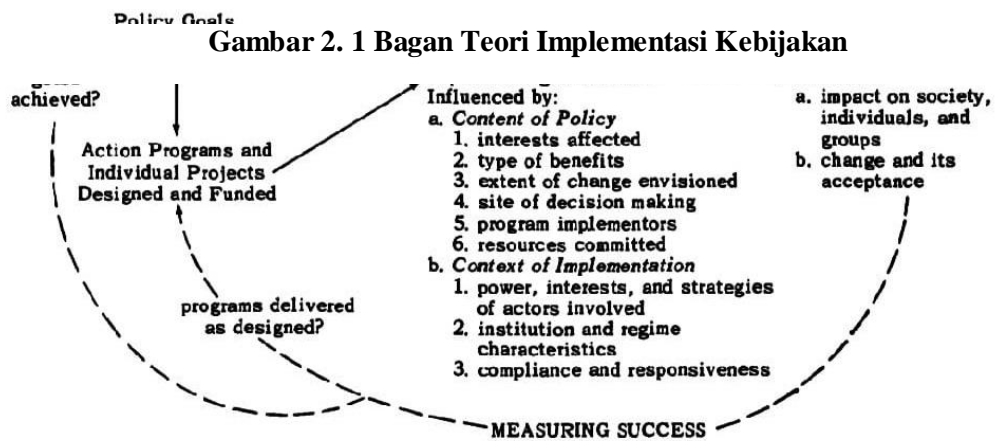 Policy Goals
Gambar 2. 1 Bagan Teori Implementasi Kebijakan
achieved?
Action Programs and
Individual Projects
Designed and Funded
programs delivered
as designed?
Influenced by:
a. Content of Policy
1. interests affected
2. type of benefits
3. extent of change envisioned
4. site of decision making
5. program implementors
6. resources committed
b. Context of Implementation
1. power, interests, and strategies
of actors involved
2. institution and regime
characteristics
3. compliance and responsiveness
a. impact on society,
individuals, and
groups
b. change and its
acceptance
MEASURING SUCCESS